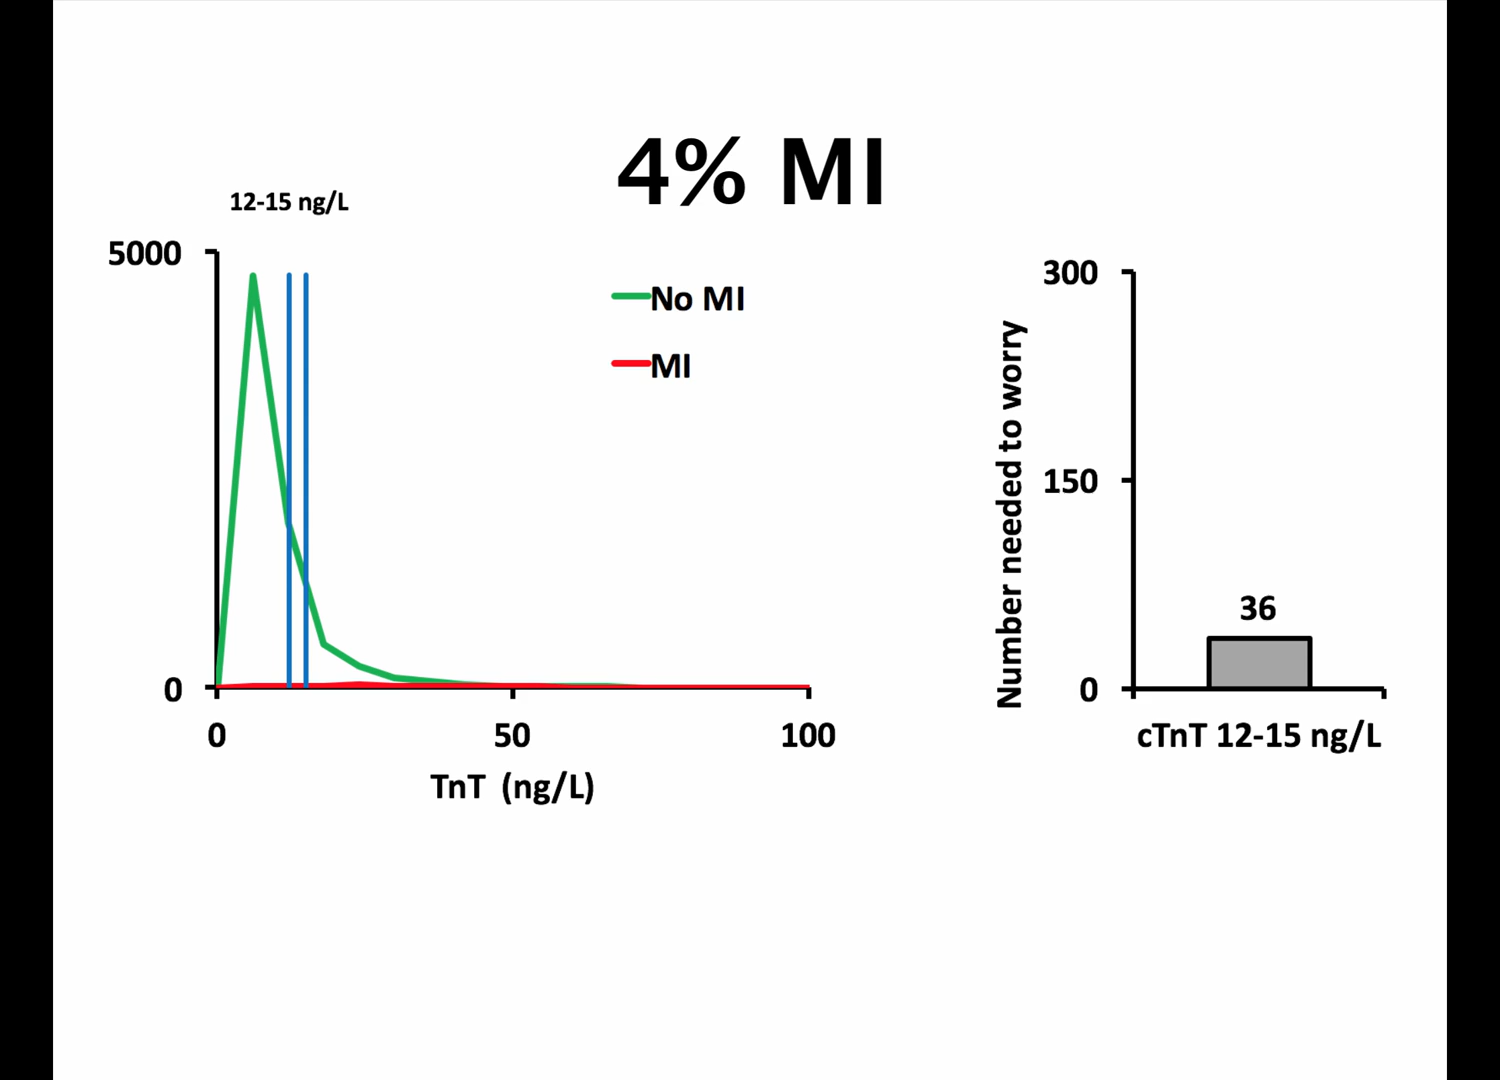 4% MI
12-15 ng/L
5000
0
0
50
100
TnT (ng/L)
No MI
MI
Number needed to worry
300
150
0
36
cTnT 12-15 ng/L